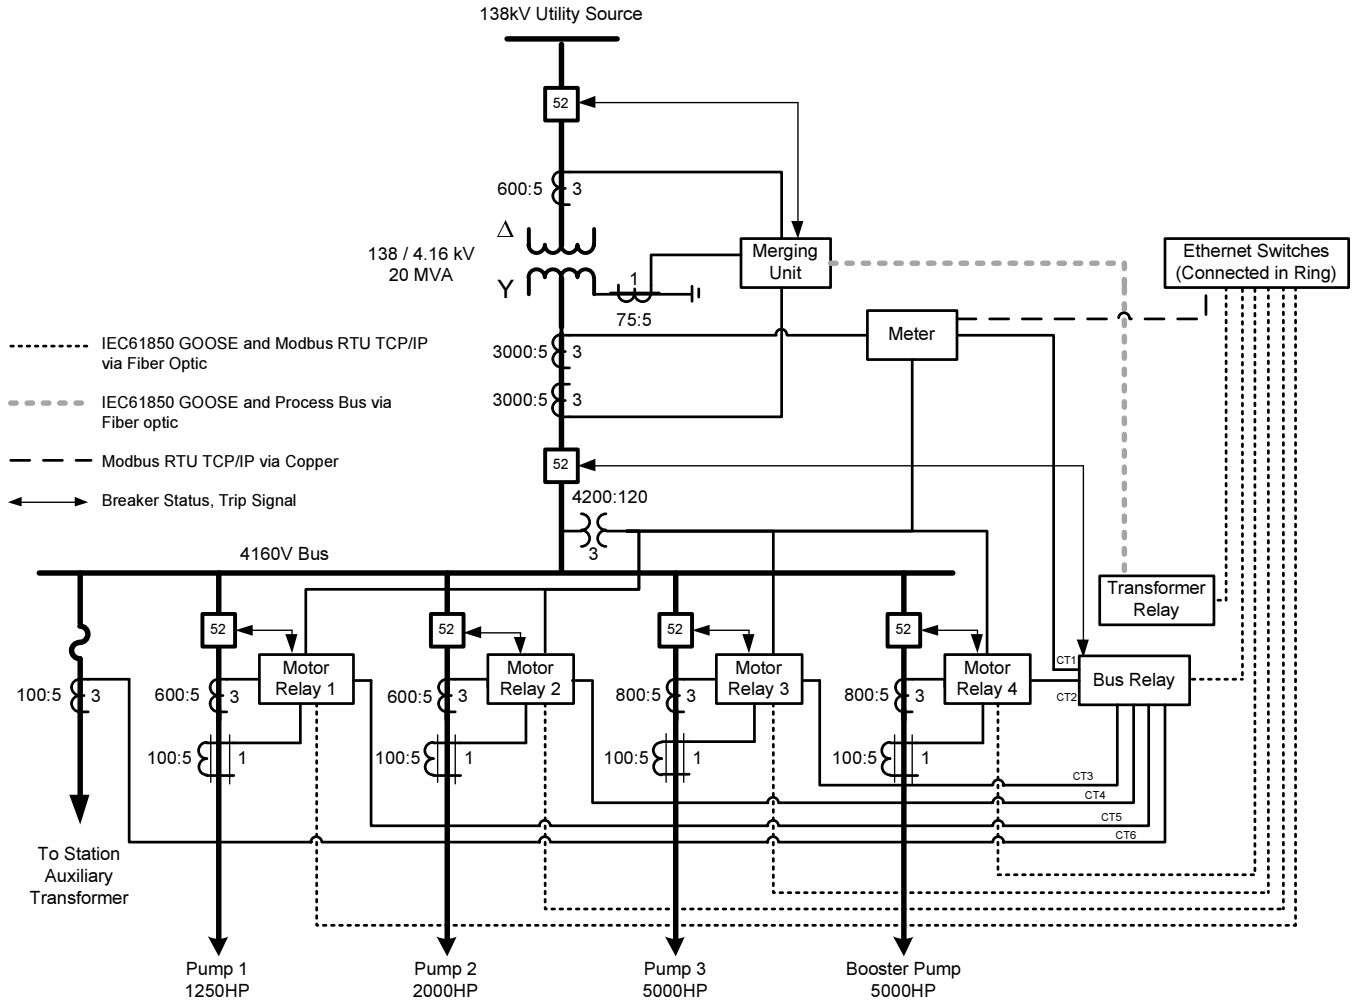 138kV Utility Source
52
600:5
3
Δ
138 / 4.16 kV
20 MVA
Y
1
75:5
Merging
Unit
Ethernet Switches
(Connected in Ring)
Meter
3000:5
3
3000:5
3
IEC61850 GOOSE and Modbus RTU TCP/IP
via Fiber Optic
IEC61850 GOOSE and Process Bus via
Fiber optic
Modbus RTU TCP/IP via Copper
Breaker Status, Trip Signal
52
4200:120
3
4160V Bus
Transformer
Relay
52
52
52
52
Motor
Relay 1
Motor
Relay 2
Motor
Relay 3
Motor
Relay 4
CT1
CT2
Bus Relay
100:5
3
600:5
3
600:5
3
800:5
3
800:5
3
100:5
1
100:5
1
100:5
1
100:5
1
CT3
CT4
CT5
CT6
To Station
Auxiliary
Transformer
Pump 1
1250HP
Pump 2
2000HP
Pump 3
5000HP
Booster Pump
5000HP